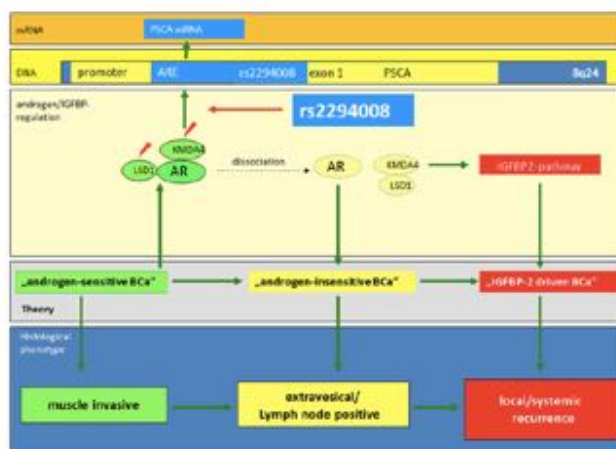 mRNA
PSCA mRNA
DNA
promoter
ARE
rs2294008
exon 1
PSCA
8q24
androgen/IGFBP-
regulation
rs2294008
KMDA4
LSD1
AR
dissociation
AR
KMDA4
LSD1
IGFBP2-pathway
„androgen-sensitive BCa“
„androgen-insensitive BCa“
„IGFBP-2 driven BCa“
Theory
Histological
phenotype
muscle invasive
extravesical/
Lymph node positive
local/systemic
recurrence